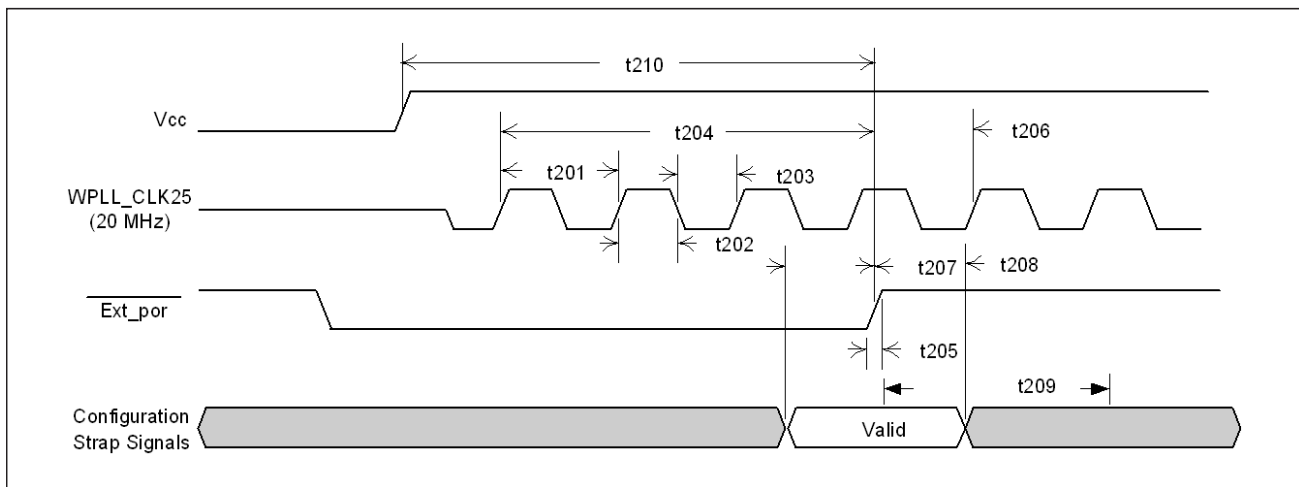 t210
Vcc
t204
t206
t201
t203
WPLL_CLK25
(20 MHz)
t202
t207
t208
Ext_por
t205
t209
Configuration
Strap Signals
Valid